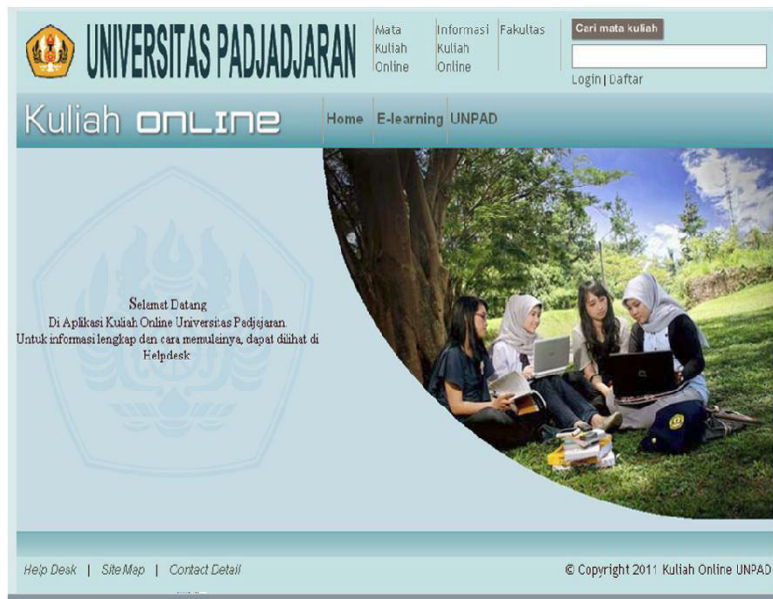 UNIVERSITAS PADJADJARAN
Mata
Kuliah
Online
Informasi
Kuliah
Online
Fakultas
Cari mata kuliah
Login | Daftar
Kuliah online
Home E-learning UNPAD
Selamat Datang
Di Aplikasi Kuliah Online Universitas Padjajaran
Untuk informasi lengkap dan cara memulainya, dapat dilihat di
Helpdesk
Help Desk | Site Map | Contact Detail
© Copyright 2011 Kuliah Online UNPAD